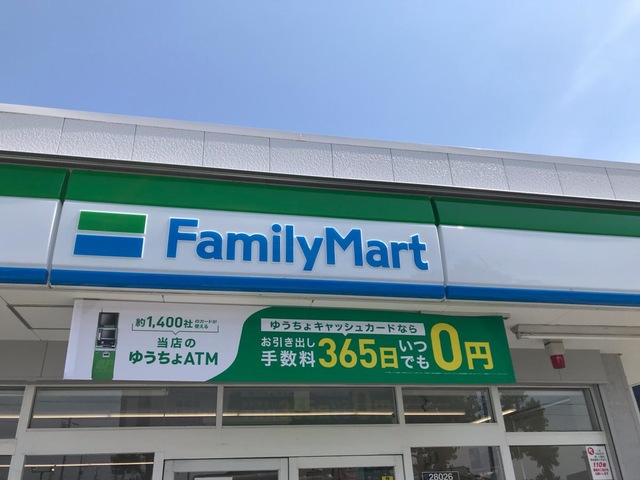 FamilyMart
約1,400社のカードが使える
当店の
ゆうちょATM
ゆうちょキャッシュカードなら
お引き出し手数料365日いつでも0円
28026
110番